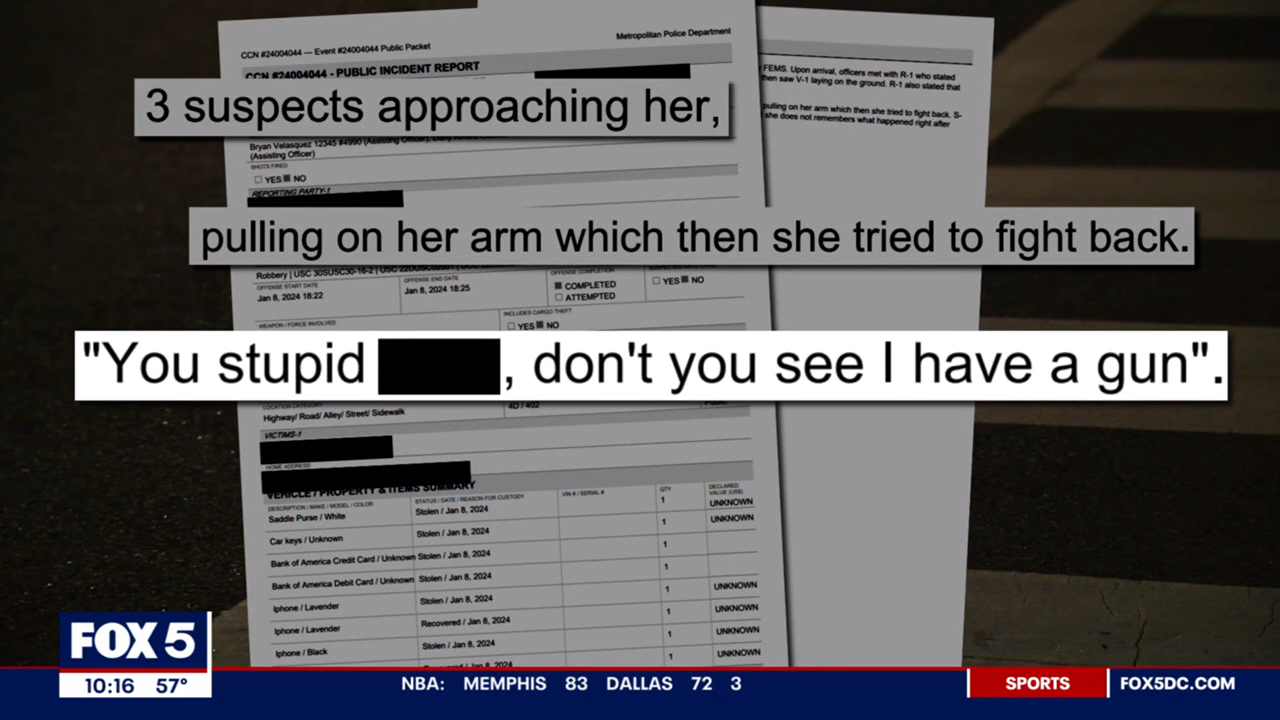 CCN #24004044 — Event #24004044 Public Packet
Metropolitan Police Department
CCN #24004044 - PUBLIC INCIDENT REPORT
FEMS. Upon arrival, officers met with R-1 who stated
then saw V-1 laying on the ground. R-1 also stated that
3 suspects approaching her,
pulling on her arm which then she tried to fight back. S-
she does not remembers what happened right after
Bryan Velasquez 12345 #4990 (Assisting Officer),
(Assisting Officer)
SHOTS FIRED
YES NO
REPORTING PARTY-1
pulling on her arm which then she tried to fight back.
Robbery | USC 30SUSC30-16-2 | USC
OFFENSE START DATE
Jan 8, 2024 18:22
OFFENSE END DATE
Jan 8, 2024 18:25
OFFENSE COMPLETION
COMPLETED
ATTEMPTED
YES NO
WEAPON / FORCE INVOLVED
INCLUDES CARGO THEFT
YES NO
"You stupid , don't you see I have a gun".
LOCATION CATEGORY
Highway/ Road/ Alley/ Street/ Sidewalk
4D / 402
VICTIMS-1
HOME ADDRESS
VEHICLE / PROPERTY & ITEMS SUMMARY
DESCRIPTION / MAKE / MODEL / COLOR STATUS / DATE / REASON FOR CUSTODY VIN # / SERIAL # QTY DECLARED VALUE (US$)
Saddle Purse / White Stolen / Jan 8, 2024 1 UNKNOWN
Car keys / Unknown Stolen / Jan 8, 2024 1 UNKNOWN
Bank of America Credit Card / Unknown Stolen / Jan 8, 2024 1
Bank of America Debit Card / Unknown Stolen / Jan 8, 2024 1
Iphone / Lavender Stolen / Jan 8, 2024 1 UNKNOWN
Iphone / Lavender Recovered / Jan 8, 2024 1 UNKNOWN
Iphone / Black Stolen / Jan 8, 2024 1 UNKNOWN
1 UNKNOWN
FOX 5
10:16 57°
NBA: MEMPHIS 83 DALLAS 72 3
SPORTS
FOX5DC.COM